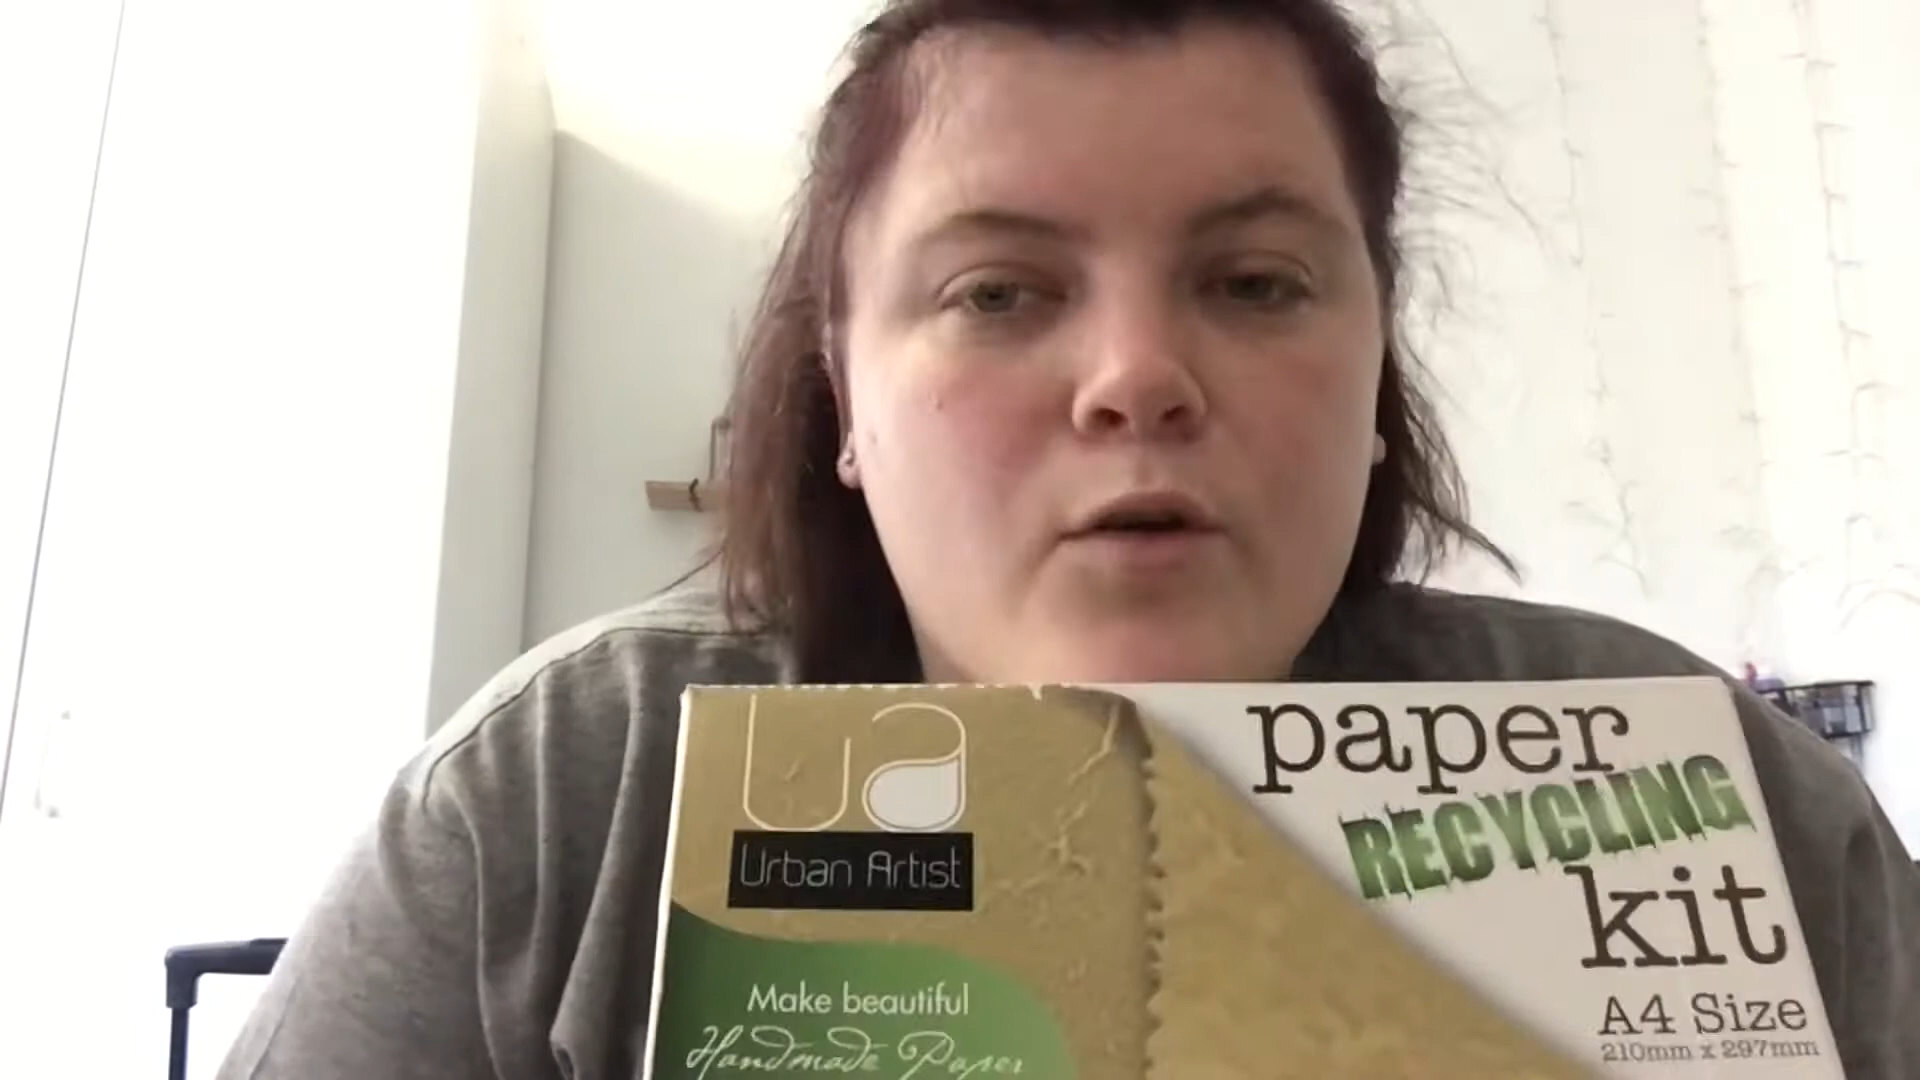 ua
Urban Artist
Make beautiful
Handmade Paper
paper
RECYCLING
kit
A4 Size
210mm x 297mm